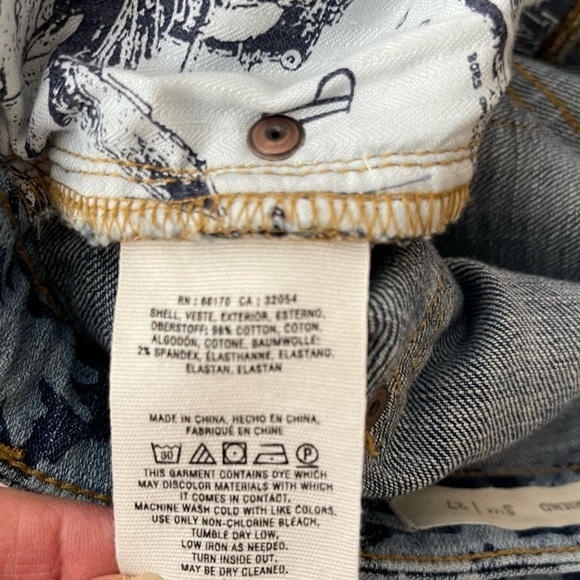 RN : 66170 CA : 32054
SHELL, VESTE, EXTERIOR, ESTERNO,
OBERSTOFF: 98% COTTON, COTON,
ALGODÓN, COTONE, BAUMWOLLE:
2% SPANDEX, ÉLASTHANNE, ELASTANO,
ELASTAN, ELASTAN
MADE IN CHINA, HECHO EN CHINA,
FABRIQUÉ EN CHINE
30 P
THIS GARMENT CONTAINS DYE WHICH
MAY DISCOLOR MATERIALS WITH WHICH
IT COMES IN CONTACT.
MACHINE WASH COLD WITH LIKE COLORS.
USE ONLY NON-CHLORINE BLEACH.
TUMBLE DRY LOW.
LOW IRON AS NEEDED.
TURN INSIDE OUT.
MAY BE DRY CLEANED.
27